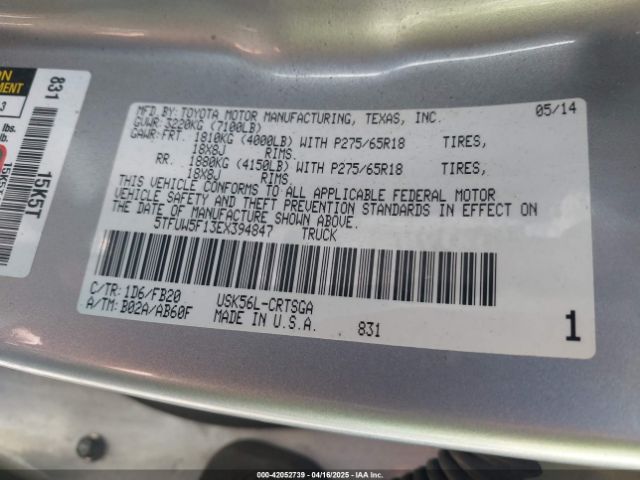 MFD. BY: TOYOTA MOTOR MANUFACTURING, TEXAS, INC. 05/14
GVWR 3220KG (7100LB)
GAWR FRT. 1810KG (4000LB) WITH P275/65R18 TIRES,
18X8J RIMS.
RR. 1880KG (4150LB) WITH P275/65R18 TIRES,
18X8J RIMS.
THIS VEHICLE CONFORMS TO ALL APPLICABLE FEDERAL MOTOR
VEHICLE SAFETY AND THEFT PREVENTION STANDARDS IN EFFECT ON
THE DATE OF MANUFACTURE SHOWN ABOVE.
5TFUW5F13EX394847 TRUCK
C/TR: 1D6/FB20 USK56L-CRTSGA
A/TM: B02A/AB60F MADE IN U.S.A. 831 1
831
15K5T
3
lbs.
lb.
000-42052739 - 04/16/2025 - IAA Inc.